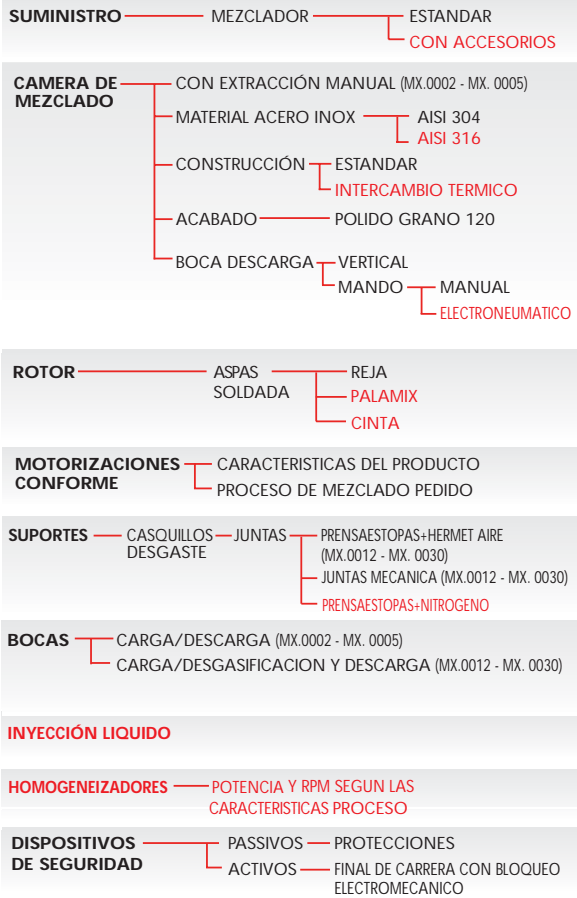 SUMINISTRO MEZCLADOR ESTANDAR
CON ACCESORIOS
CAMERA DE MEZCLADO CON EXTRACCIÓN MANUAL (MX.0002 - MX. 0005)
MATERIAL ACERO INOX AISI 304
AISI 316
CONSTRUCCIÓN ESTANDAR
INTERCAMBIO TERMICO
ACABADO POLIDO GRANO 120
BOCA DESCARGA VERTICAL
MANDO MANUAL
ELECTRONEUMATICO
ROTOR ASPAS REJA
SOLDADA PALAMIX
CINTA
MOTORIZACIONES CARACTERISTICAS DEL PRODUCTO
CONFORME PROCESO DE MEZCLADO PEDIDO
SUPORTES CASQUILLOS JUNTAS PRENSAESTOPAS+HERMET AIRE
DESGASTE (MX.0012 - MX. 0030)
JUNTAS MECANICA (MX.0012 - MX. 0030)
PRENSAESTOPAS+NITROGENO
BOCAS CARGA/DESCARGA (MX.0002 - MX. 0005)
CARGA/DESGASIFICACION Y DESCARGA (MX.0012 - MX. 0030)
INYECCIÓN LIQUIDO
HOMOGENEIZADORES POTENCIA Y RPM SEGUN LAS
CARACTERISTICAS PROCESO
DISPOSITIVOS PASSIVOS PROTECCIONES
DE SEGURIDAD ACTIVOS FINAL DE CARRERA CON BLOQUEO
ELECTROMECANICO